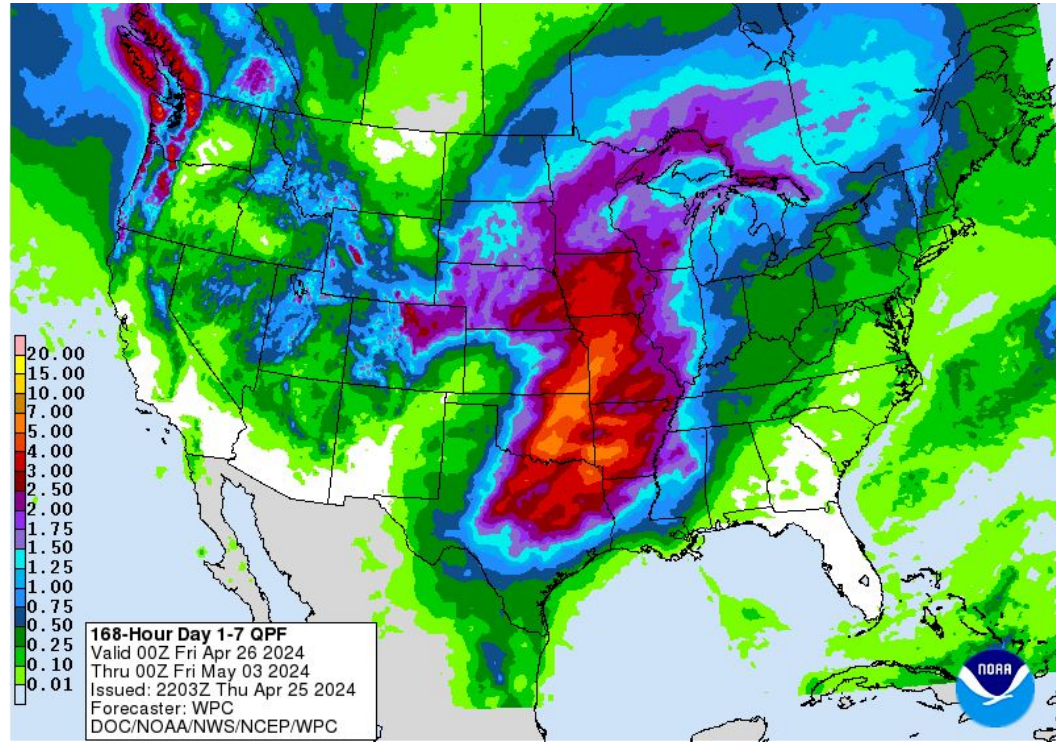 20.00
15.00
10.00
7.00
5.00
4.00
3.00
2.50
2.00
1.75
1.50
1.25
1.00
0.75
0.50
0.25
0.10
0.01
168-Hour Day 1-7 QPF
Valid 00Z Fri Apr 26 2024
Thru 00Z Fri May 03 2024
Issued: 2203Z Thu Apr 25 2024
Forecaster: WPC
DOC/NOAA/NWS/NCEP/WPC
NOAA